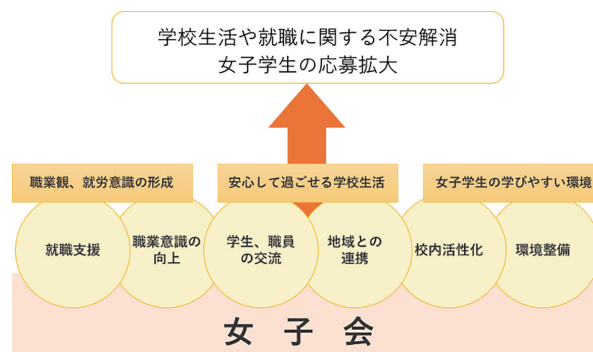 学校生活や就職に関する不安解消
女子学生の応募拡大
職業観、就労意識の形成
安心して過ごせる学校生活
女子学生の学びやすい環境
就職支援
職業意識の
向上
学生、職員
の交流
地域との
連携
校内活性化
環境整備
女子会